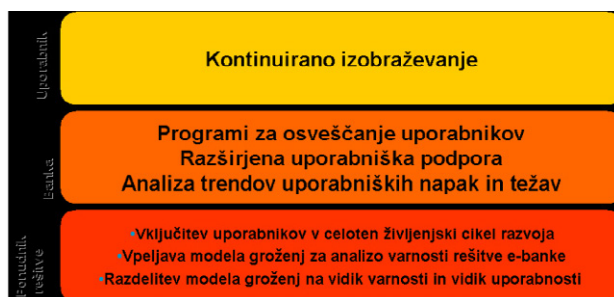 Uporabnik
Kontinuirano izobraževanje
Banka
Programi za osveščanje uporabnikov
Razširjena uporabniška podpora
Analiza trendov uporabniških napak in težav
Ponudnik
rešitve
•Vključitev uporabnikov v celoten življenjski cikel razvoja
•Vpeljava modela groženj za analizo varnosti rešitve e-banke
•Razdelitev modela groženj na vidik varnosti in vidik uporabnosti